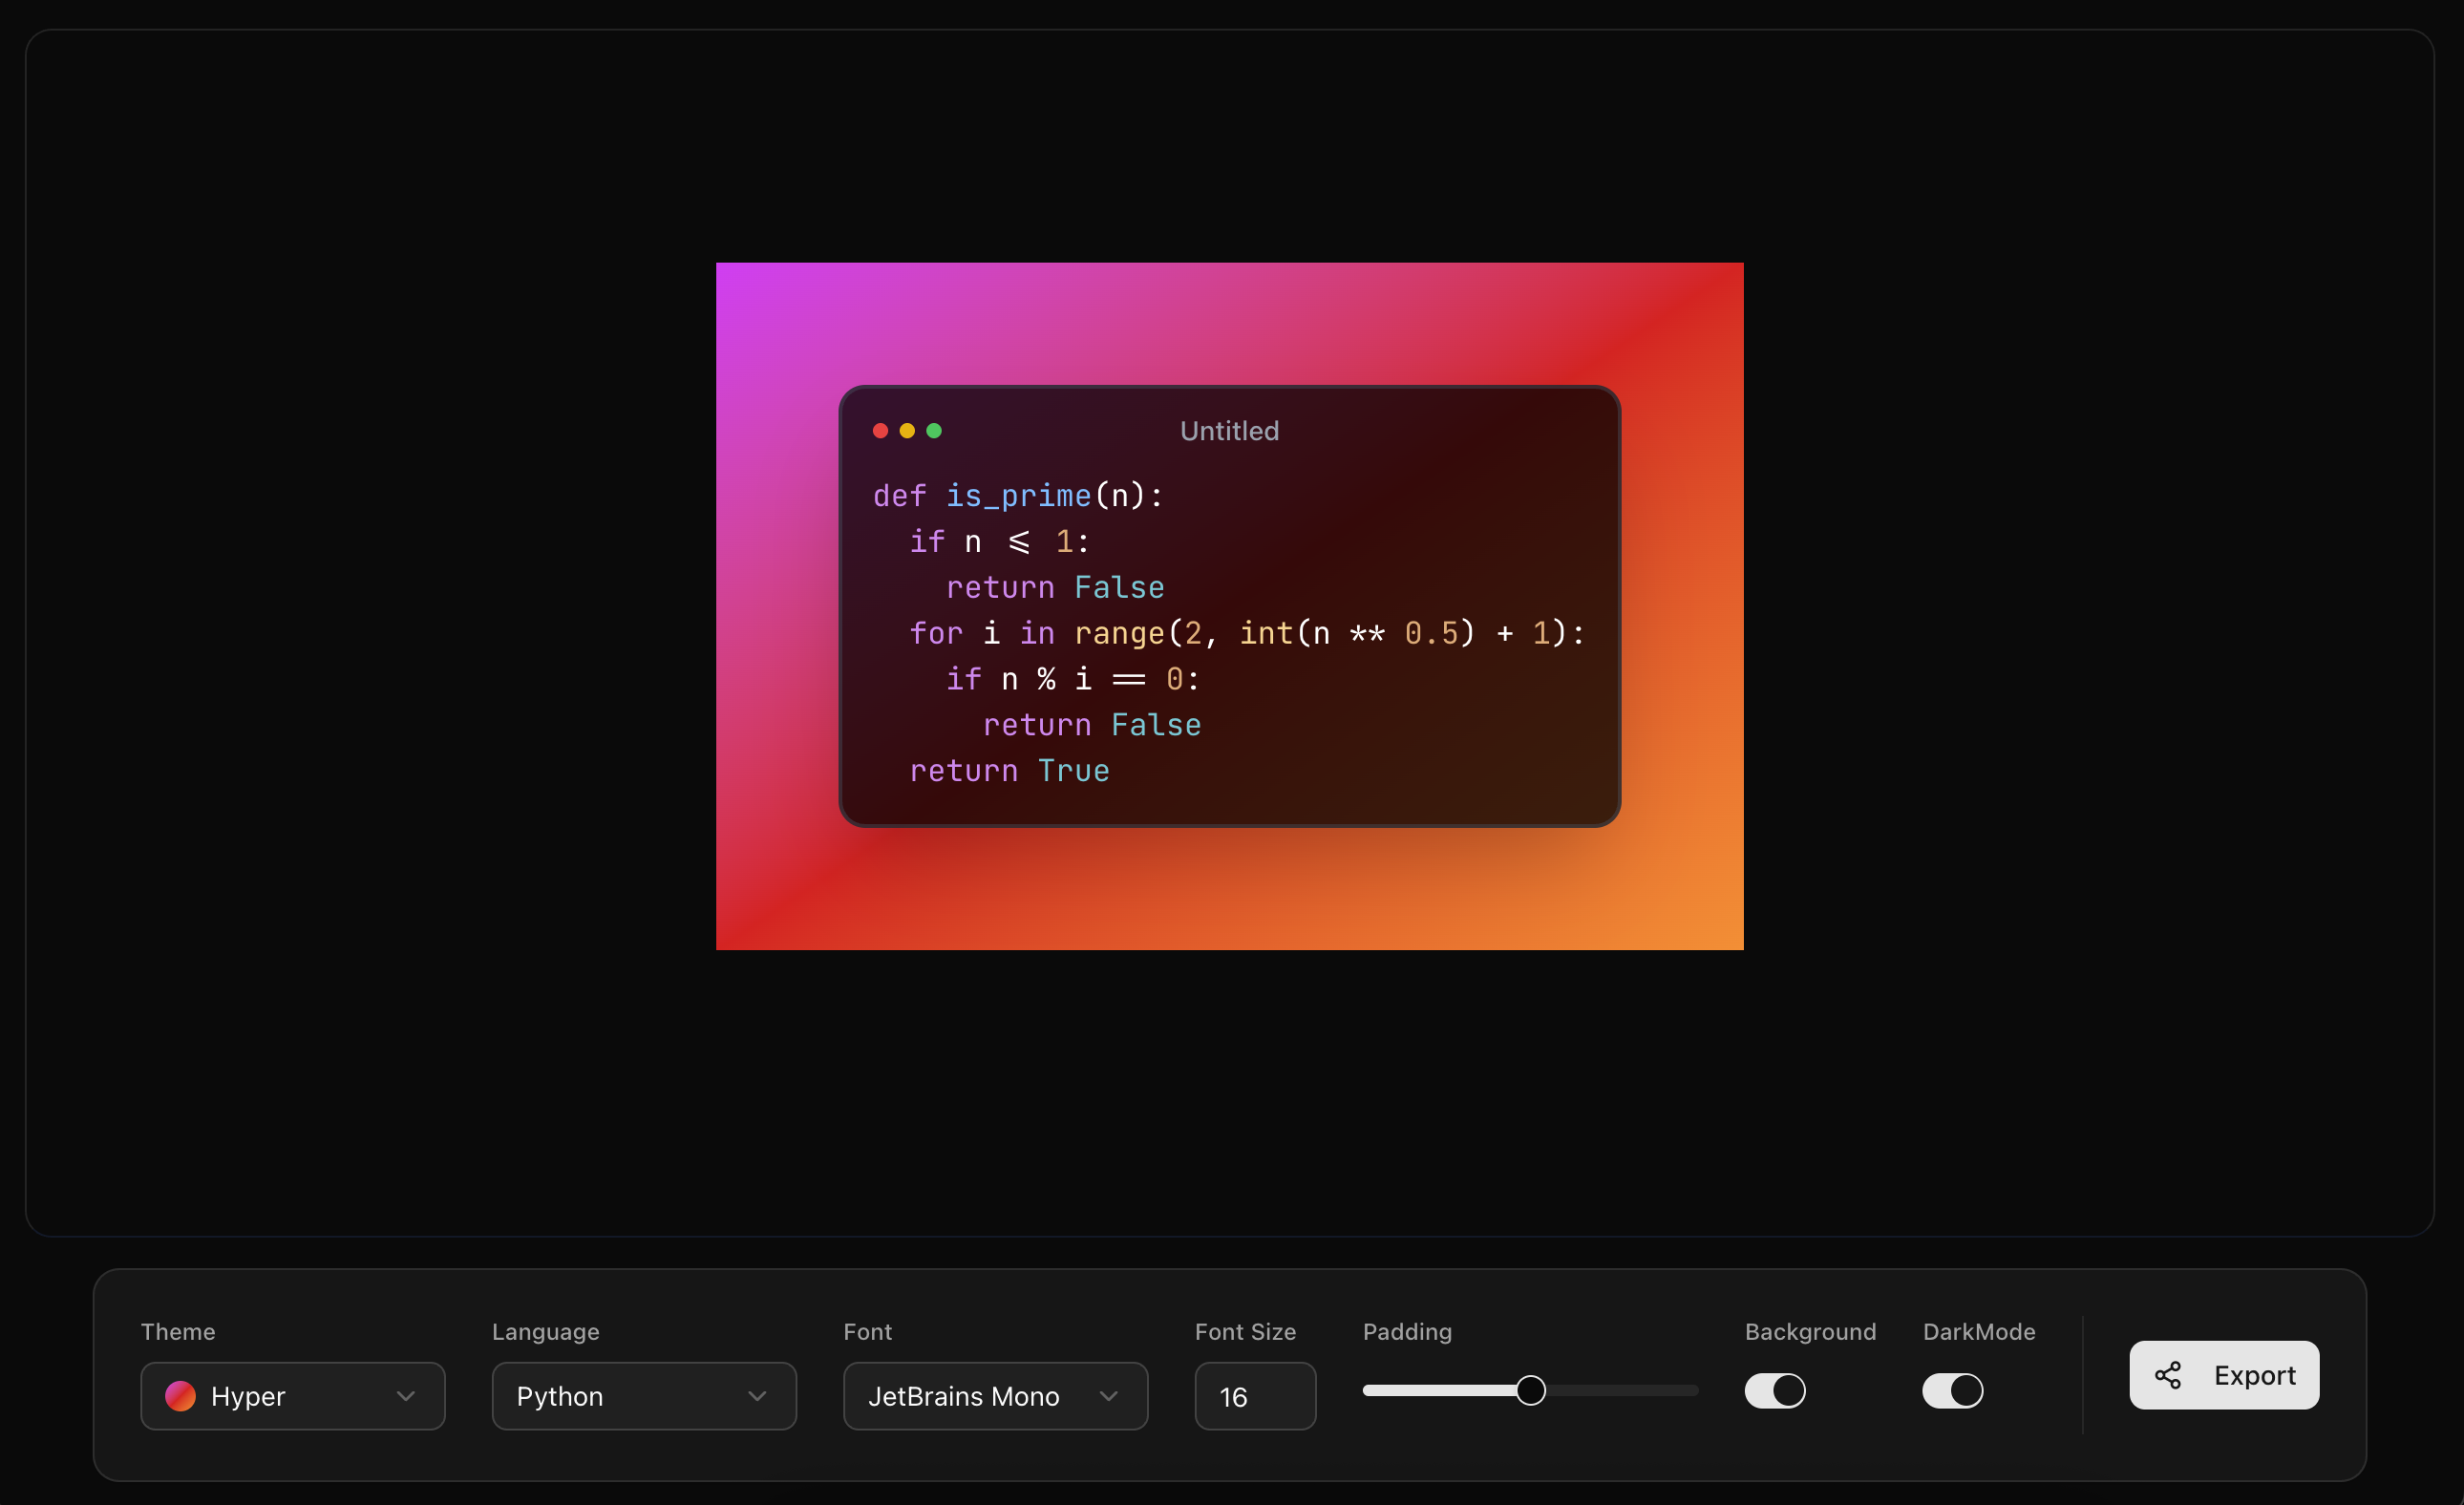 Untitled
def is_prime(n):
  if n <= 1:
    return False
  for i in range(2, int(n ** 0.5) + 1):
    if n % i == 0:
      return False
  return True
Theme
Hyper
Language
Python
Font
JetBrains Mono
Font Size
16
Padding
Background
DarkMode
Export